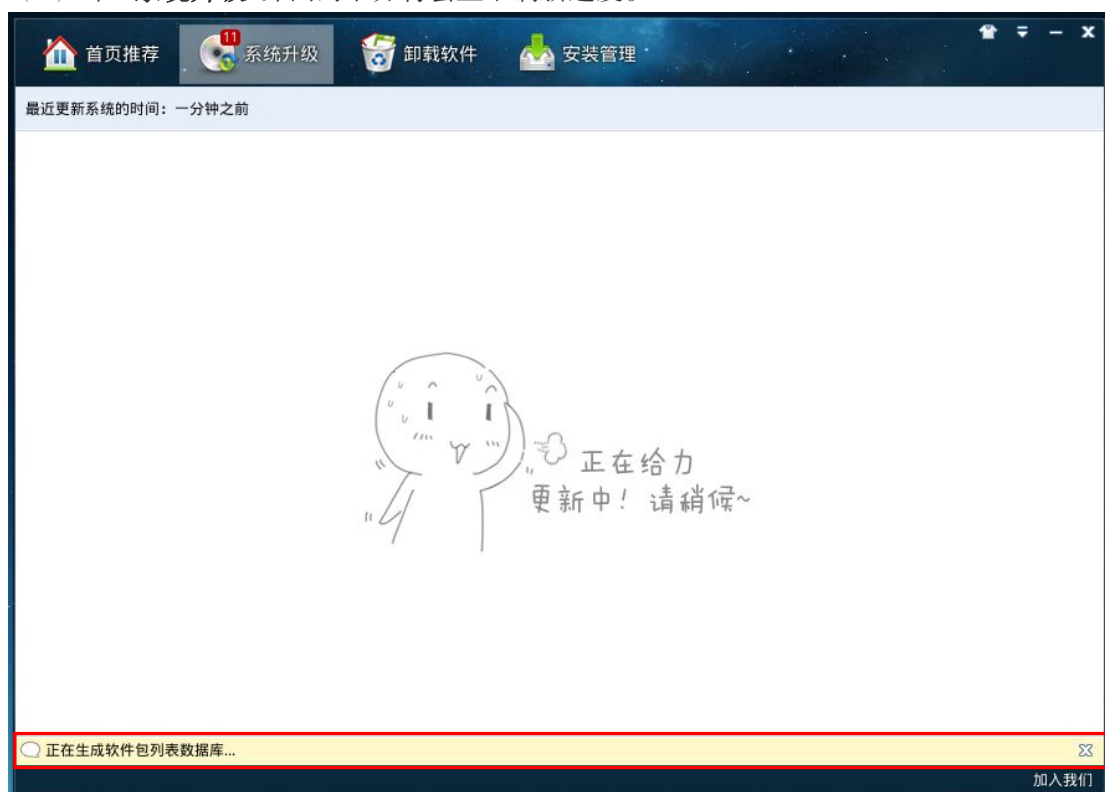 首页推荐
11
系统升级
卸载软件
安装管理
最近更新系统的时间：一分钟之前
正在给力
更新中！请稍候~
正在生成软件包列表数据库...
加入我们